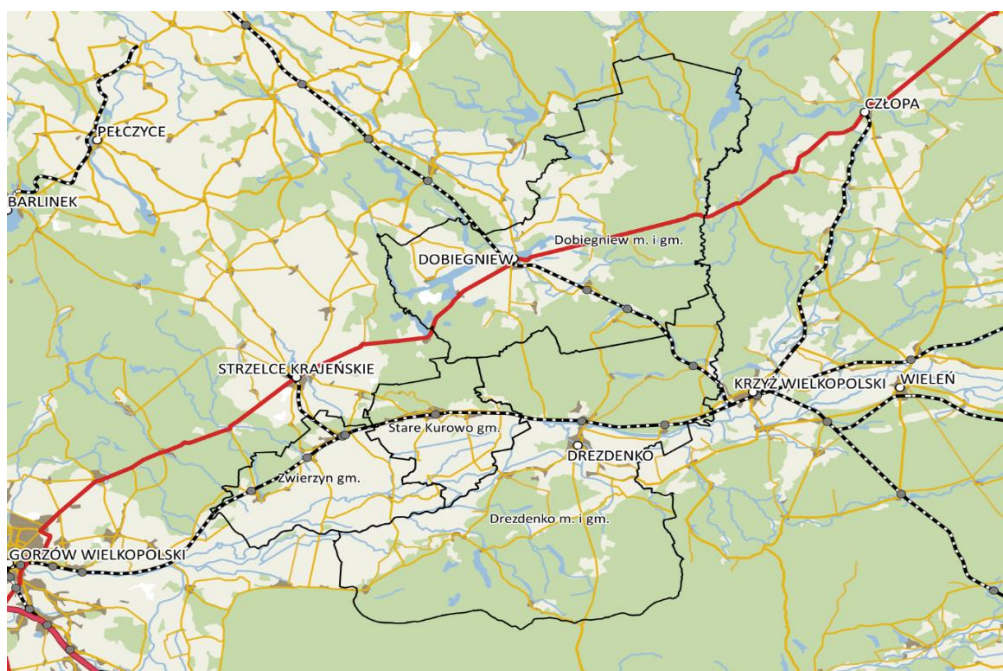 CZŁOPA
PEŁCZYCE
BARLINEK
Dobiegniew m. i gm.
DOBIEGNIEW
STRZELCE KRAJEŃSKIE
KRZYŻ WIELKOPOLSKI
WIELEŃ
Stare Kurowo gm.
DREZDENKO
Zwierzyn gm.
Drezdenko m. i gm.
GORZÓW WIELKOPOLSKI